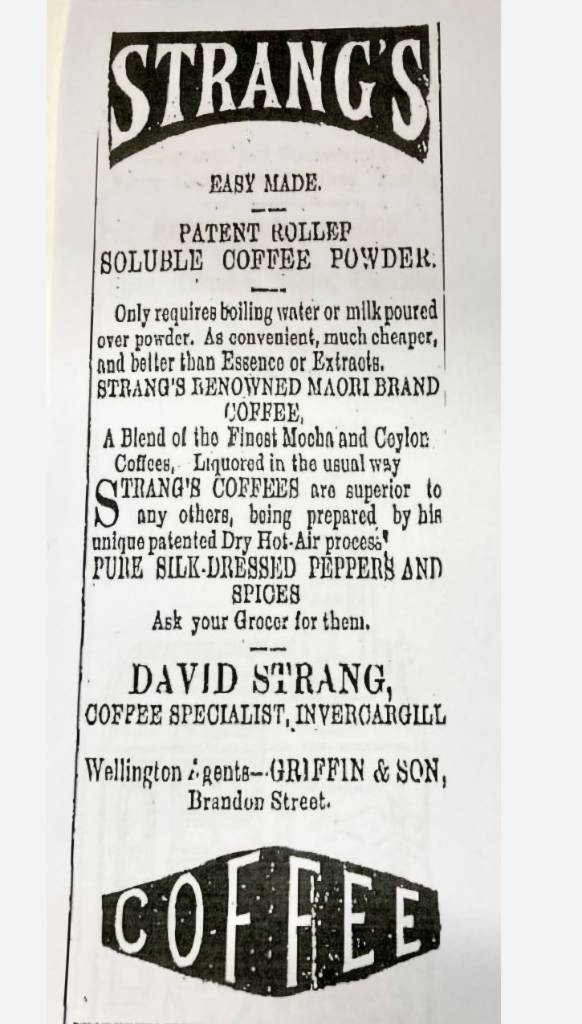 STRANG'S
EASY MADE.
PATENT ROLLER
SOLUBLE COFFEE POWDER.
Only requires boiling water or milk poured
over powder. As convenient, much cheaper,
and better than Essence or Extracts.
STRANG'S RENOWNED MAORI BRAND
COFFEE,
A Blend of the Finest Mocha and Ceylon
Coffees, Liquored in the usual way
STRANG'S COFFEES are superior to
any others, being prepared by his
unique patented Dry Hot-Air process
PURE SILK-DRESSED PEPPERS AND
SPICES
Ask your Grocer for them.
DAVID STRANG,
COFFEE SPECIALIST, INVERCARGILL
Wellington Agents—GRIFFIN & SON,
Brandon Street.
COFFEE